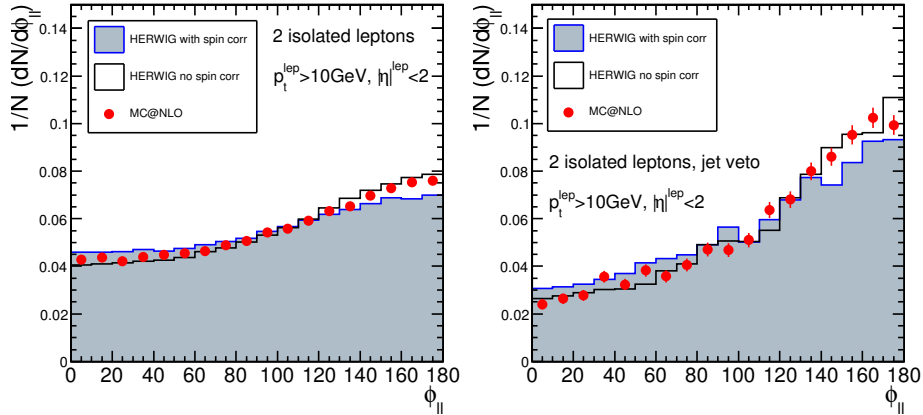 1/N (dN/dϕ_||)
0.14
0.12
0.1
0.08
0.06
0.04
0.02
0
HERWIG with spin corr
HERWIG no spin corr
MC@NLO
2 isolated leptons
p_t^lep>10GeV, |η|^lep<2
0 20 40 60 80 100 120 140 160 180
ϕ_||
1/N (dN/dϕ_||)
0.14
0.12
0.1
0.08
0.06
0.04
0.02
0
HERWIG with spin corr
HERWIG no spin corr
MC@NLO
2 isolated leptons, jet veto
p_t^lep>10GeV, |η|^lep<2
0 20 40 60 80 100 120 140 160 180
ϕ_||